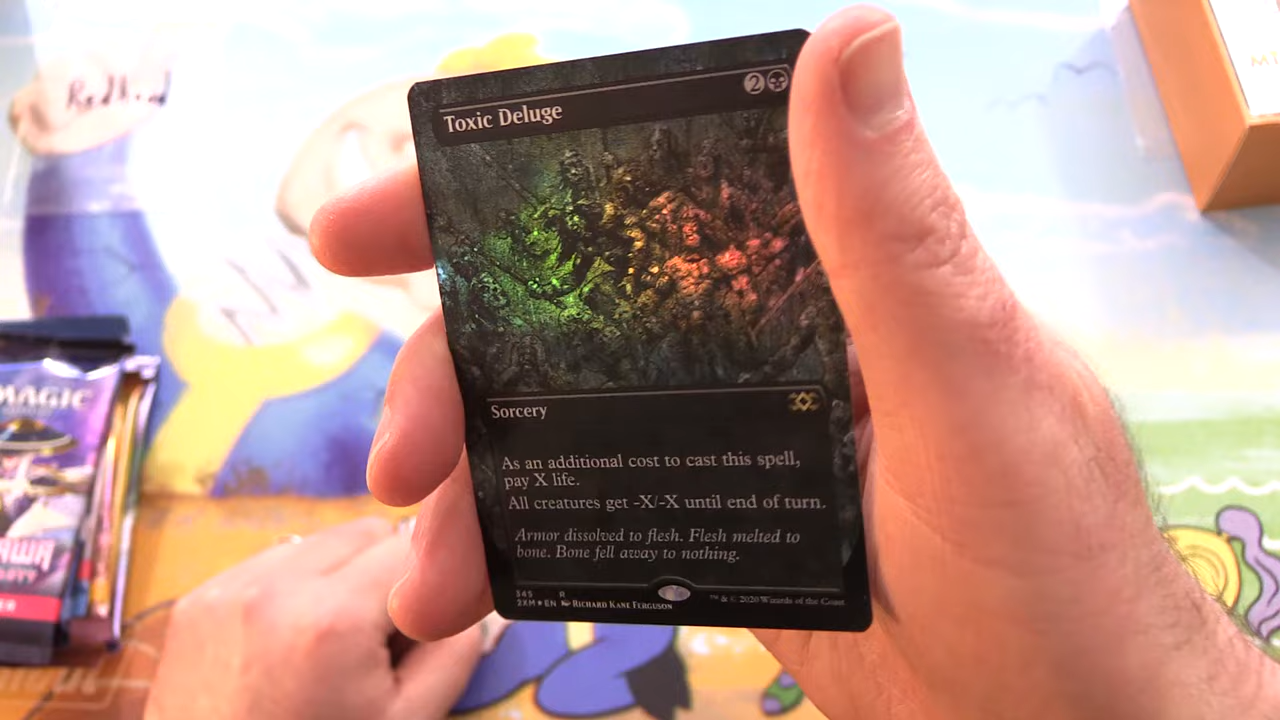 Redhead
Toxic Deluge
2
Sorcery
As an additional cost to cast this spell,
pay X life.
All creatures get -X/-X until end of turn.
Armor dissolved to flesh. Flesh melted to
bone. Bone fell away to nothing.
345 R
2XM★EN RICHARD KANE FERGUSON
™ & © 2020 Wizards of the Coast
MAGIC